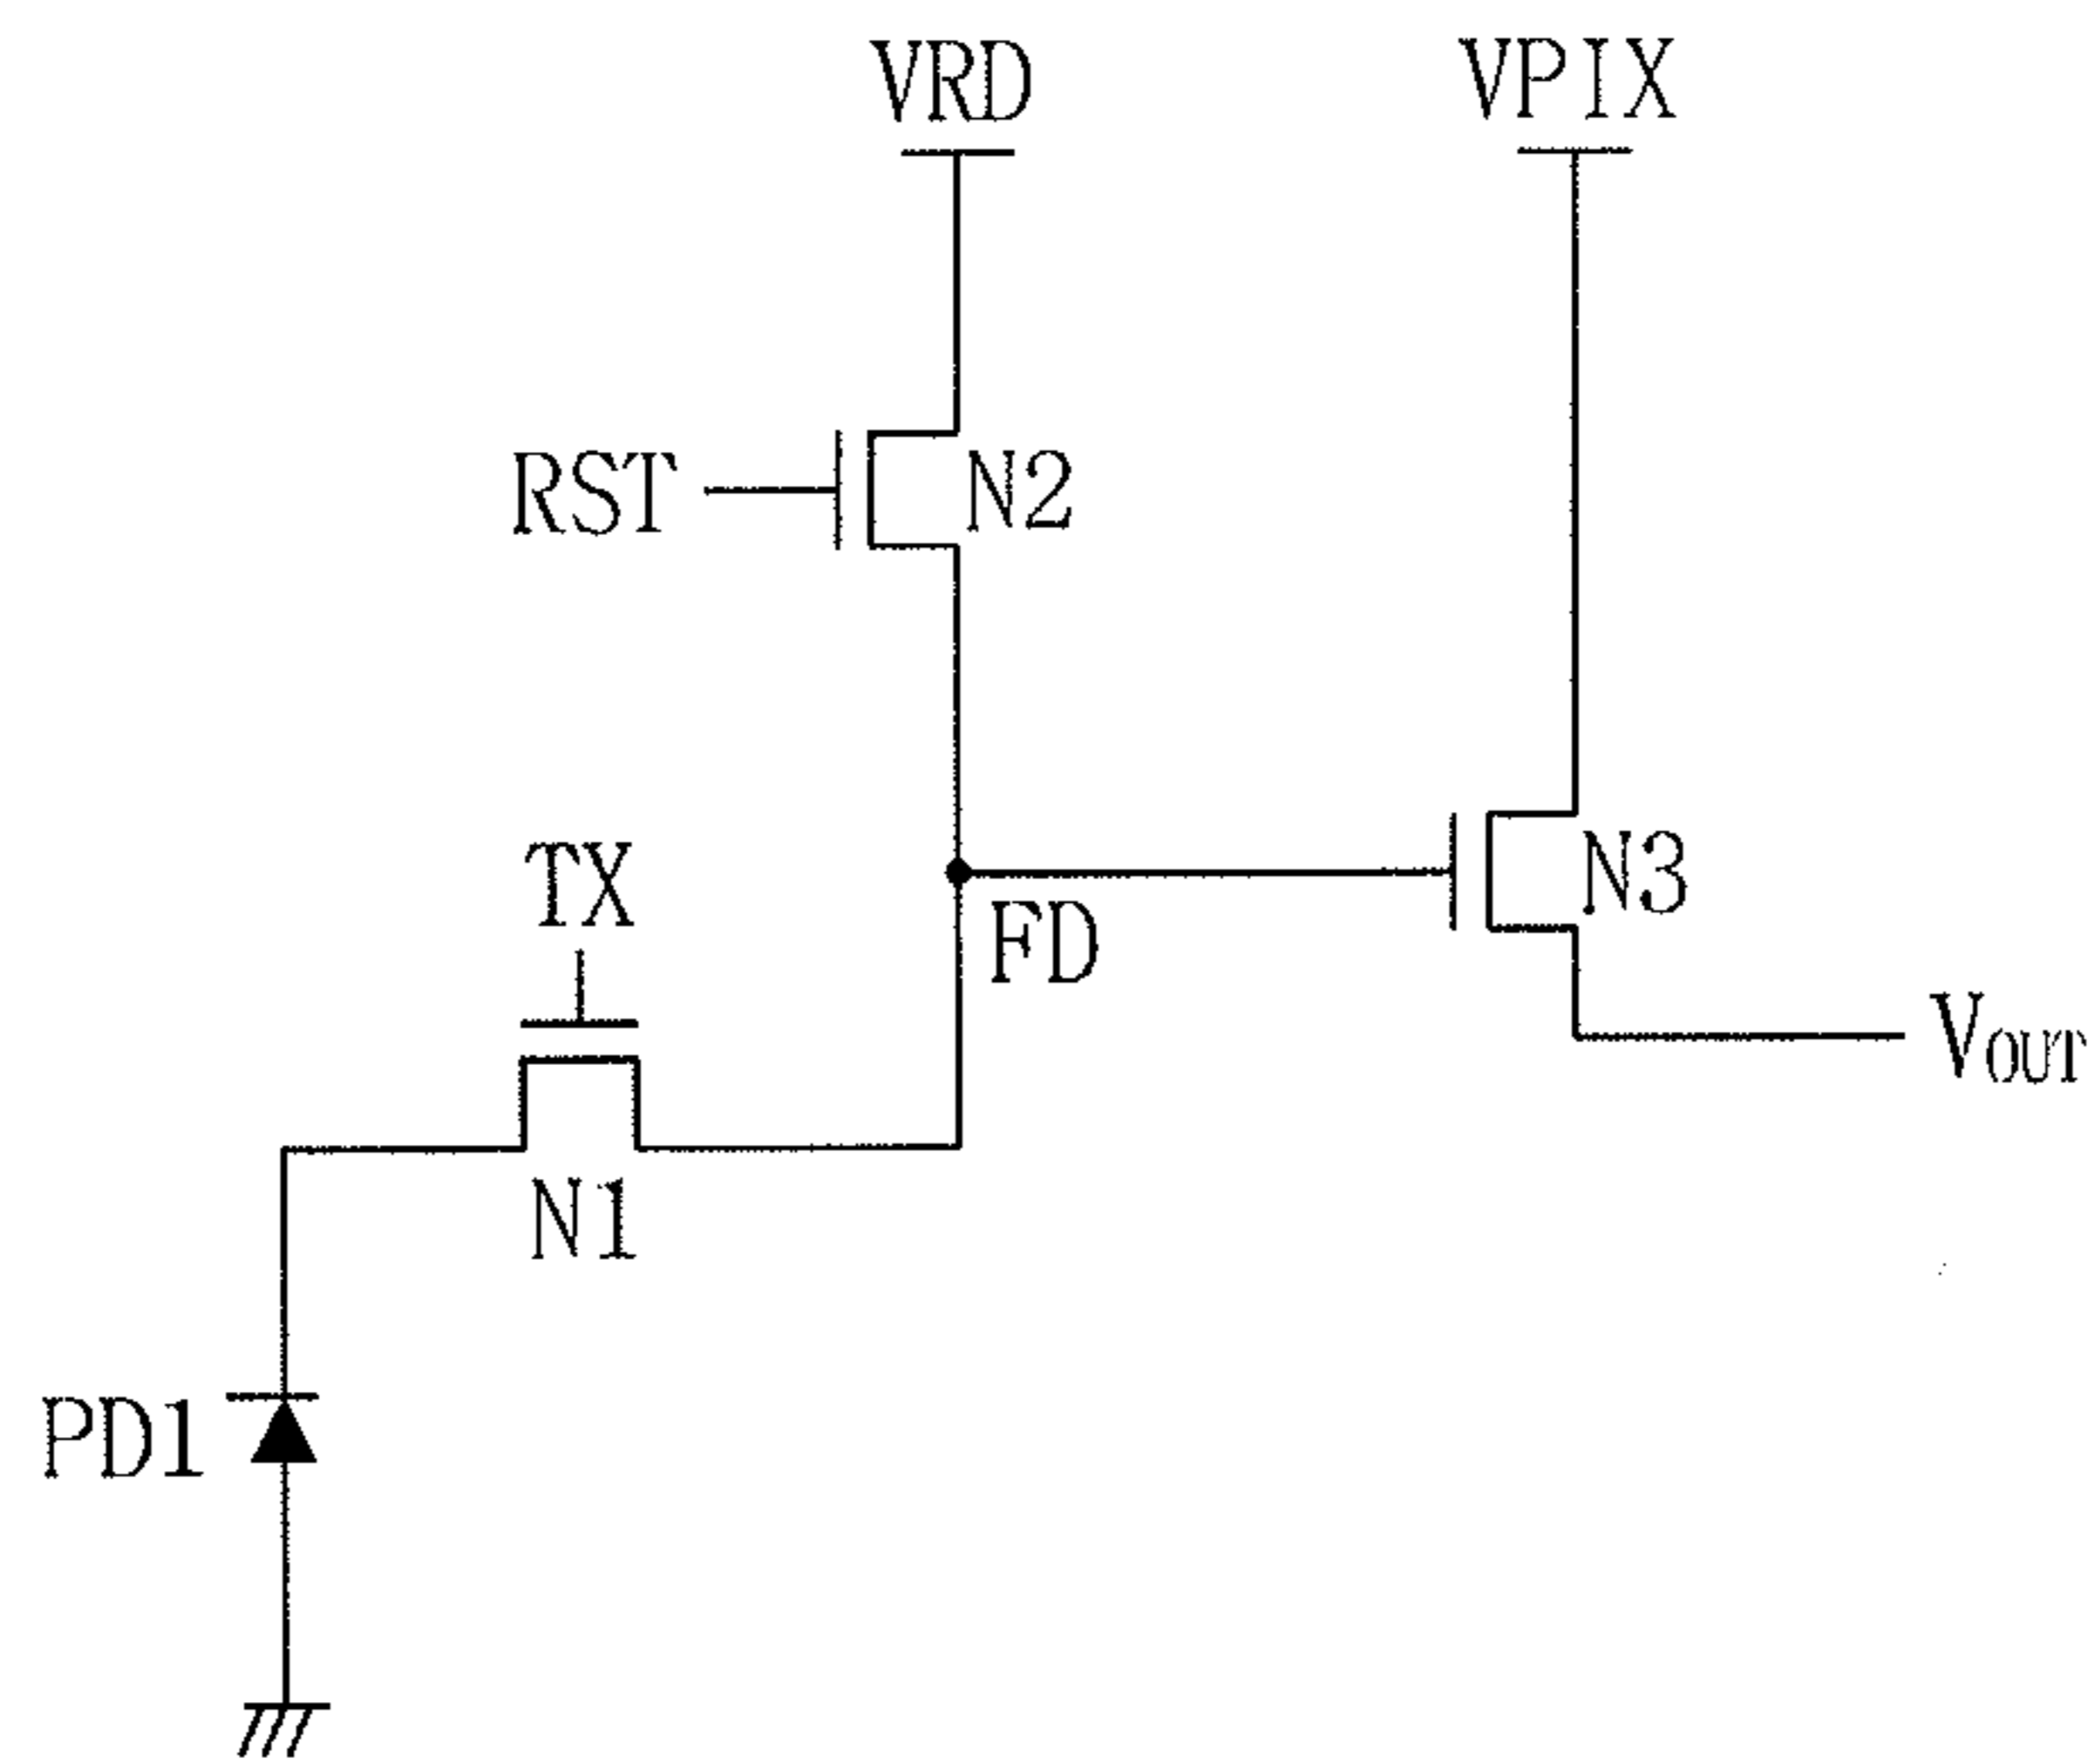 VRD
VPIX
RST
N2
TX
N3
FD
VOUT
N1
PD1